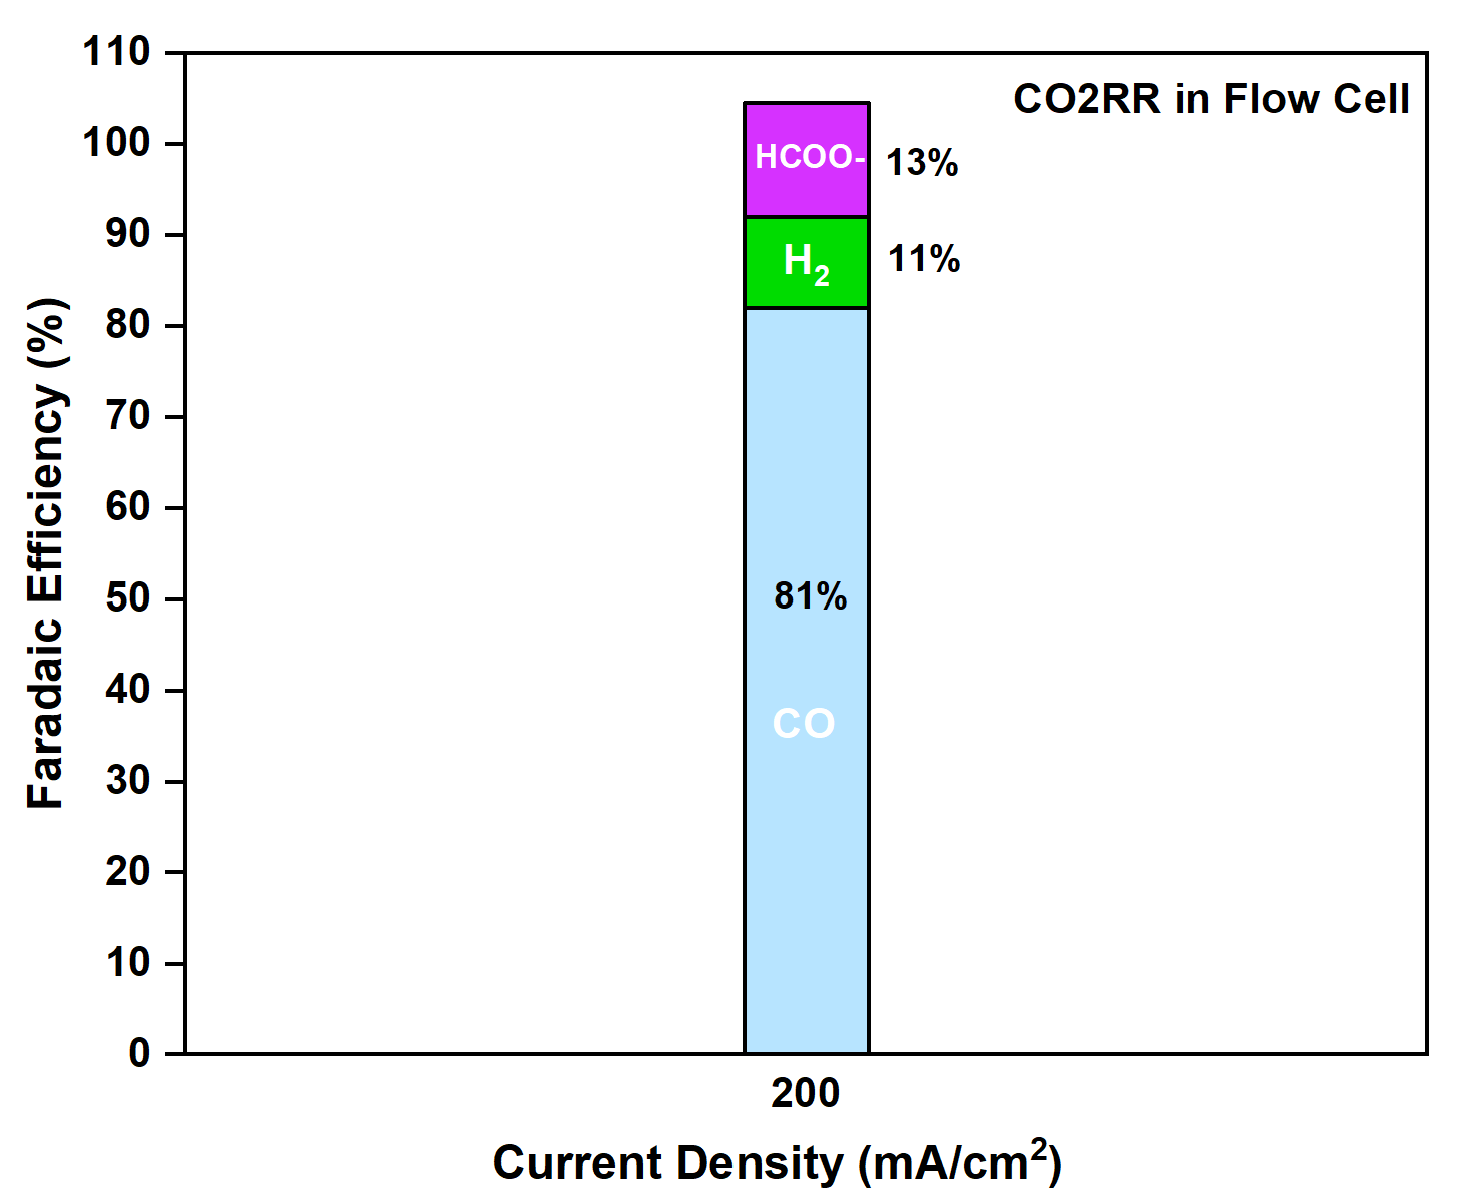 CO2RR in Flow Cell
Faradaic Efficiency (%)
110
100
90
80
70
60
50
40
30
20
10
0
HCOO-
13%
H₂
11%
81%
CO
200
Current Density (mA/cm²)